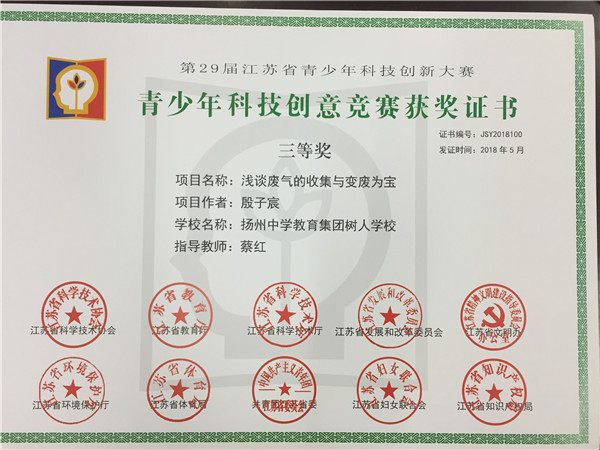 第29届江苏省青少年科技创新大赛
青少年科技创意竞赛获奖证书
证书编号：JSY2018100
发证时间：2018年5月
三等奖
项目名称：浅谈废气的收集与变废为宝
项目作者：殷子宸
学校名称：扬州中学教育集团树人学校
指导教师：蔡红
江苏省科学技术协会
江苏省教育厅
江苏省科学技术厅
江苏省发展和改革委员会
江苏省文明办
江苏省环境保护厅
江苏省体育局
共青团江苏省委
江苏省妇女联合会
江苏省知识产权局